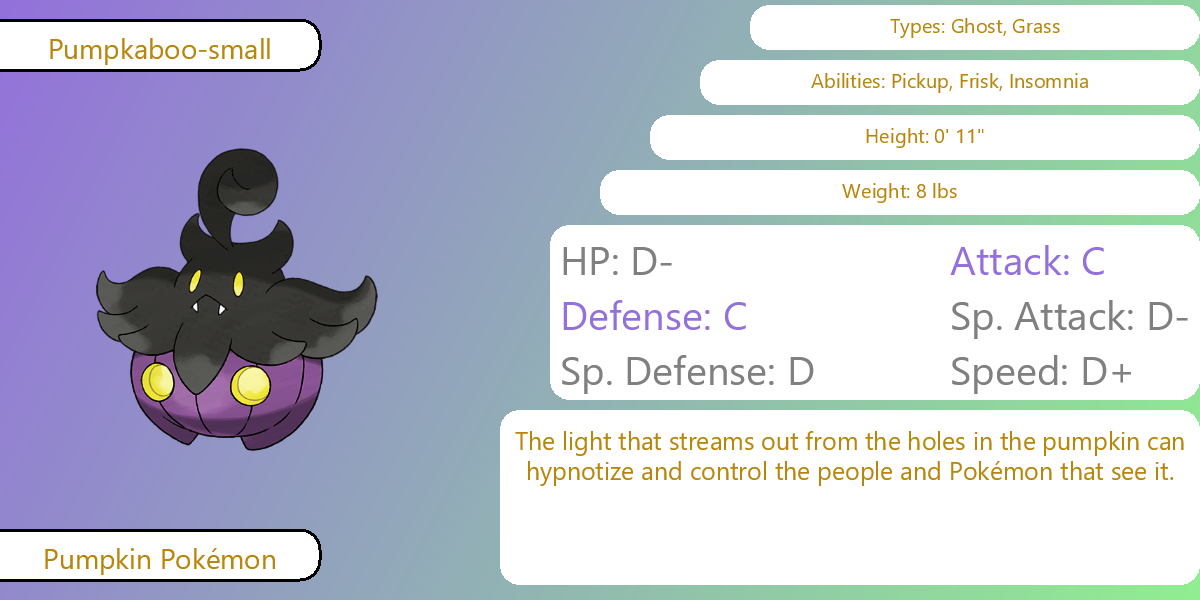 Pumpkaboo-small
Types: Ghost, Grass
Abilities: Pickup, Frisk, Insomnia
Height: 0' 11"
Weight: 8 lbs
HP: D- Attack: C
Defense: C Sp. Attack: D-
Sp. Defense: D Speed: D+
The light that streams out from the holes in the pumpkin can
hypnotize and control the people and Pokémon that see it.
Pumpkin Pokémon